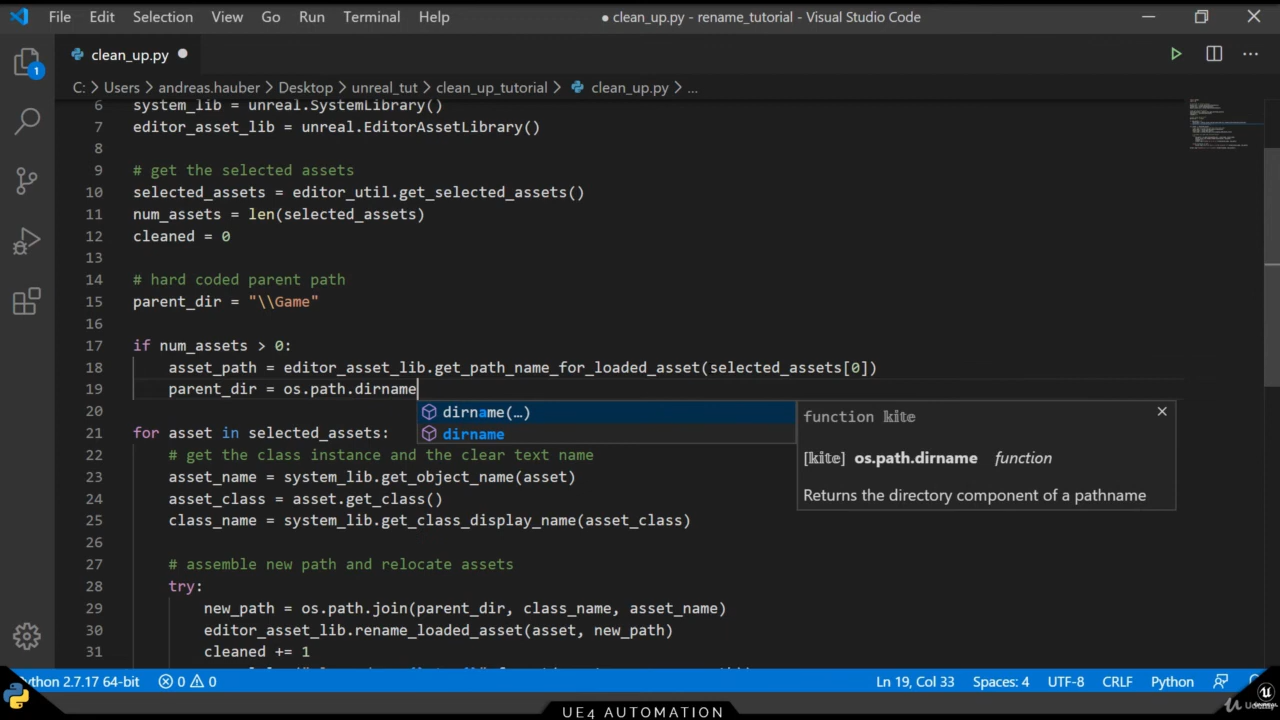 File Edit Selection View Go Run Terminal Help
● clean_up.py - rename_tutorial - Visual Studio Code
clean_up.py ●
C: > Users > andreas.hauber > Desktop > unreal_tut > clean_up_tutorial > clean_up.py > ...
1
6 system_lib = unreal.SystemLibrary()
7 editor_asset_lib = unreal.EditorAssetLibrary()
8
9 # get the selected assets
10 selected_assets = editor_util.get_selected_assets()
11 num_assets = len(selected_assets)
12 cleaned = 0
13
14 # hard coded parent path
15 parent_dir = "\\Game"
16
17 if num_assets > 0:
18 asset_path = editor_asset_lib.get_path_name_for_loaded_asset(selected_assets[0])
19 parent_dir = os.path.dirname
dirname(…)
dirname
function kite
[kite] os.path.dirname function
Returns the directory component of a pathname
20
21 for asset in selected_assets:
22 # get the class instance and the clear text name
23 asset_name = system_lib.get_object_name(asset)
24 asset_class = asset.get_class()
25 class_name = system_lib.get_class_display_name(asset_class)
26
27 # assemble new path and relocate assets
28 try:
29 new_path = os.path.join(parent_dir, class_name, asset_name)
30 editor_asset_lib.rename_loaded_asset(asset, new_path)
31 cleaned += 1
ython 2.7.17 64-bit 0 0 Ln 19, Col 33 Spaces: 4 UTF-8 CRLF Python
UE4 AUTOMATION